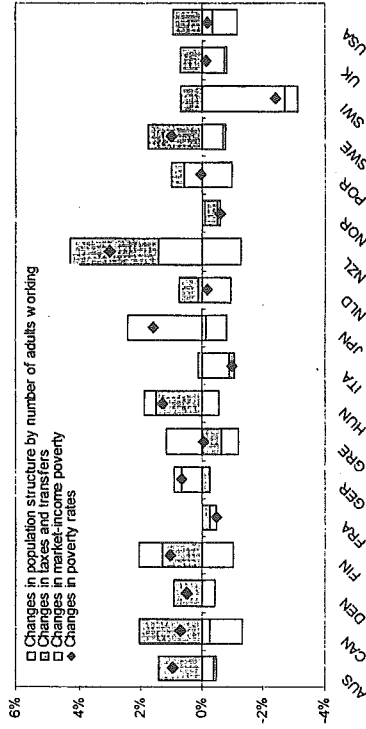 Changes in population structure by number of adults working
Changes in taxes and transfers
Changes in market-income poverty
Changes in poverty rates
6%
4%
2%
0%
-2%
-4%
AUS
CAN
DEN
FIN
FRA
GER
GRE
HUN
ITA
JPN
NLD
NZL
NOR
POR
SWE
SWI
UK
USA